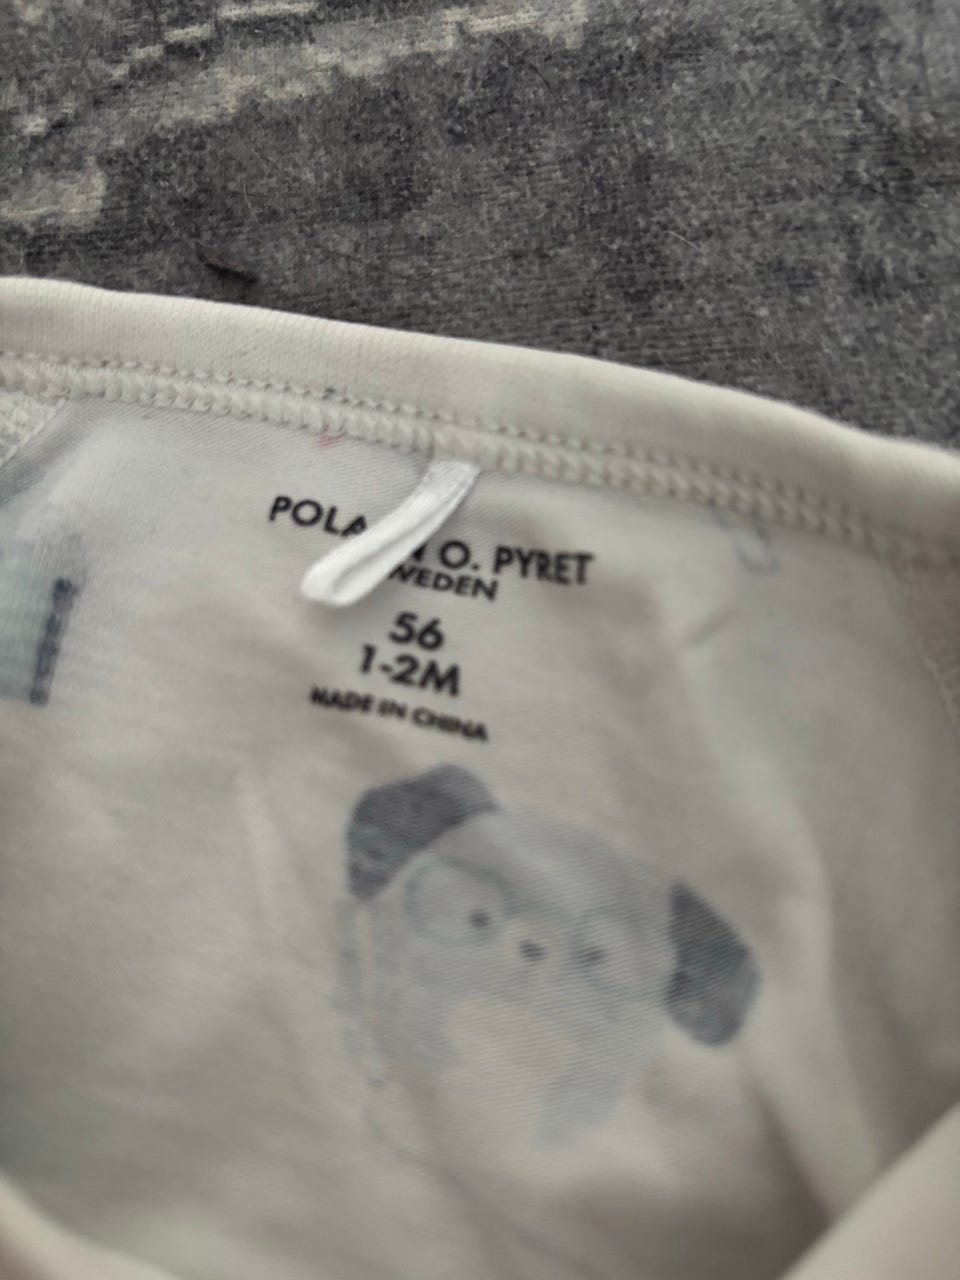 POLA N O. PYRET
WEDEN
56
1-2M
MADE IN CHINA